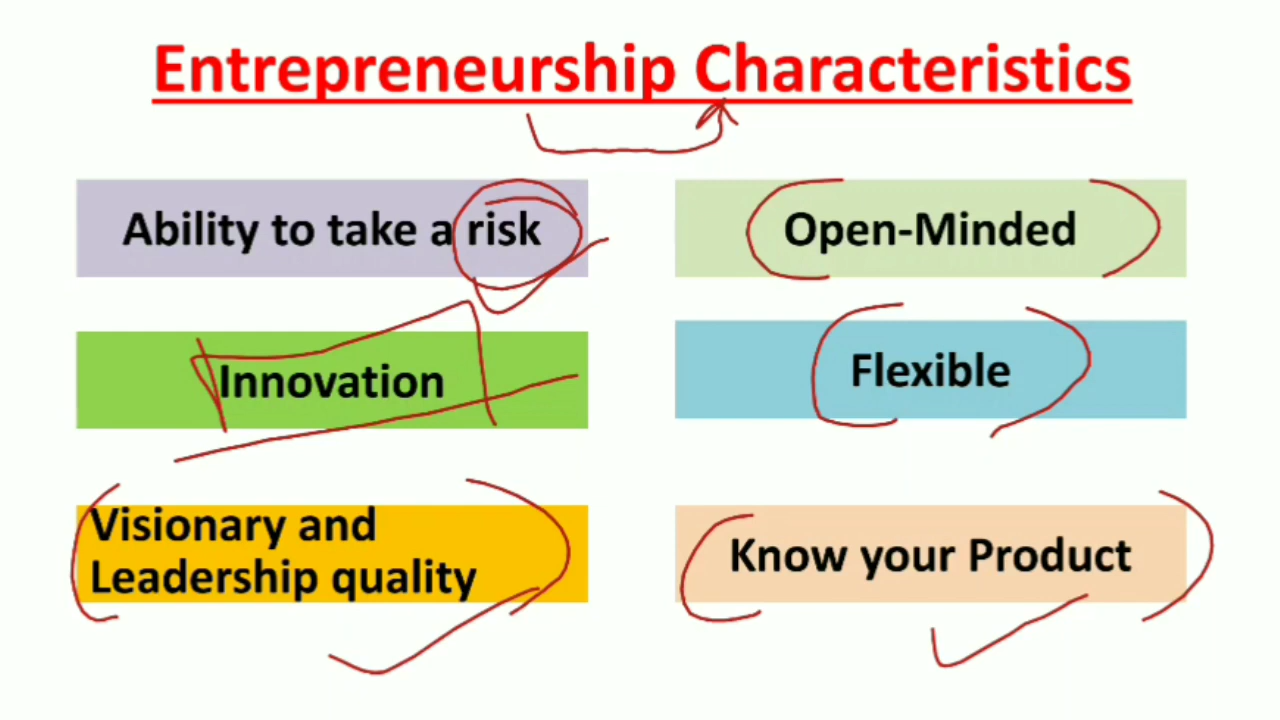 Entrepreneurship Characteristics
Ability to take a risk
Open-Minded
Innovation
Flexible
Visionary and
Leadership quality
Know your Product